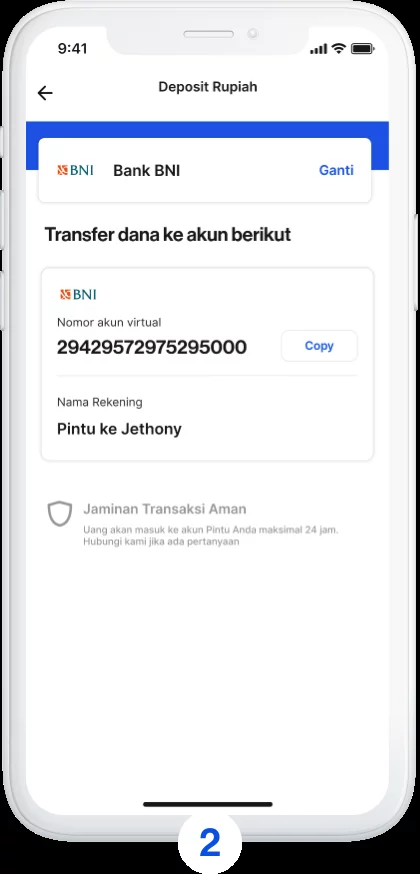 9:41
Deposit Rupiah
BNI Bank BNI Ganti
Transfer dana ke akun berikut
BNI
Nomor akun virtual
29429572975295000 Copy
Nama Rekening
Pintu ke Jethony
Jaminan Transaksi Aman
Uang akan masuk ke akun Pintu Anda maksimal 24 jam.
Hubungi kami jika ada pertanyaan
2